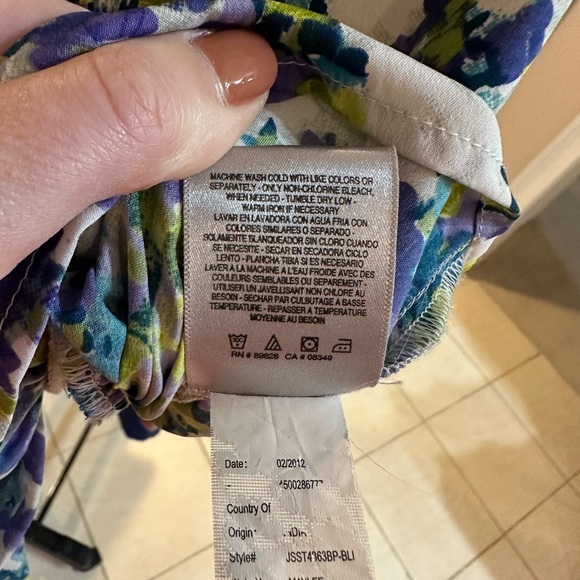 MACHINE WASH COLD WITH LIKE COLORS OR
SEPARATELY - ONLY NON-CHLORINE BLEACH,
WHEN NEEDED - TUMBLE DRY LOW -
WARM IRON IF NECESSARY
LAVAR EN LAVADORA CON AGUA FRIA CON
COLORES SIMILARES O SEPARADO -
SOLAMENTE BLANQUEADOR SIN CLORO CUANDO
SE NECESITE - SECAR EN SECADORA CICLO
LENTO - PLANCHA TIBIA SI ES NECESARIO
LAVER A LA MACHINE A L'EAU FROIDE AVEC DES
COULEURS SEMBLABLES OU SEPAREMENT -
UTILISER UN JAVELLISANT NON CHLORE AU
BESOIN - SECHAR PAR CULBUTAGE A BASSE
TEMPERATURE - REPASSER A TEMPERATURE
MOYENNE AU BESOIN
RN # 89828 CA # 08349
Date: 02/2012
4500286777
Country Of
Origin
Style# JSST4363BP-BLI